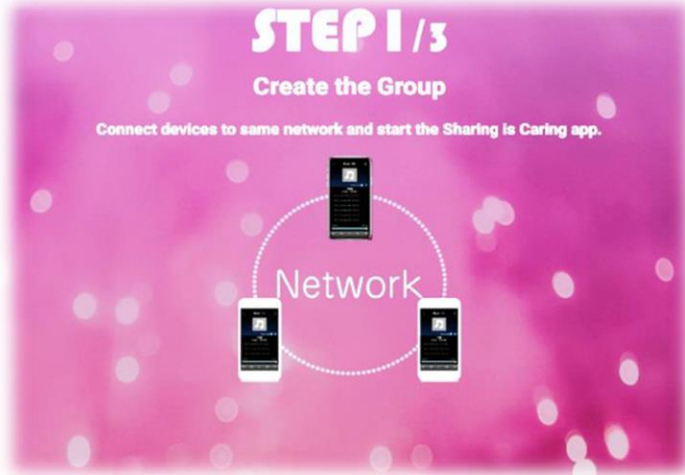 STEP 1/3
Create the Group
Connect devices to same network and start the Sharing is Caring app.
Network